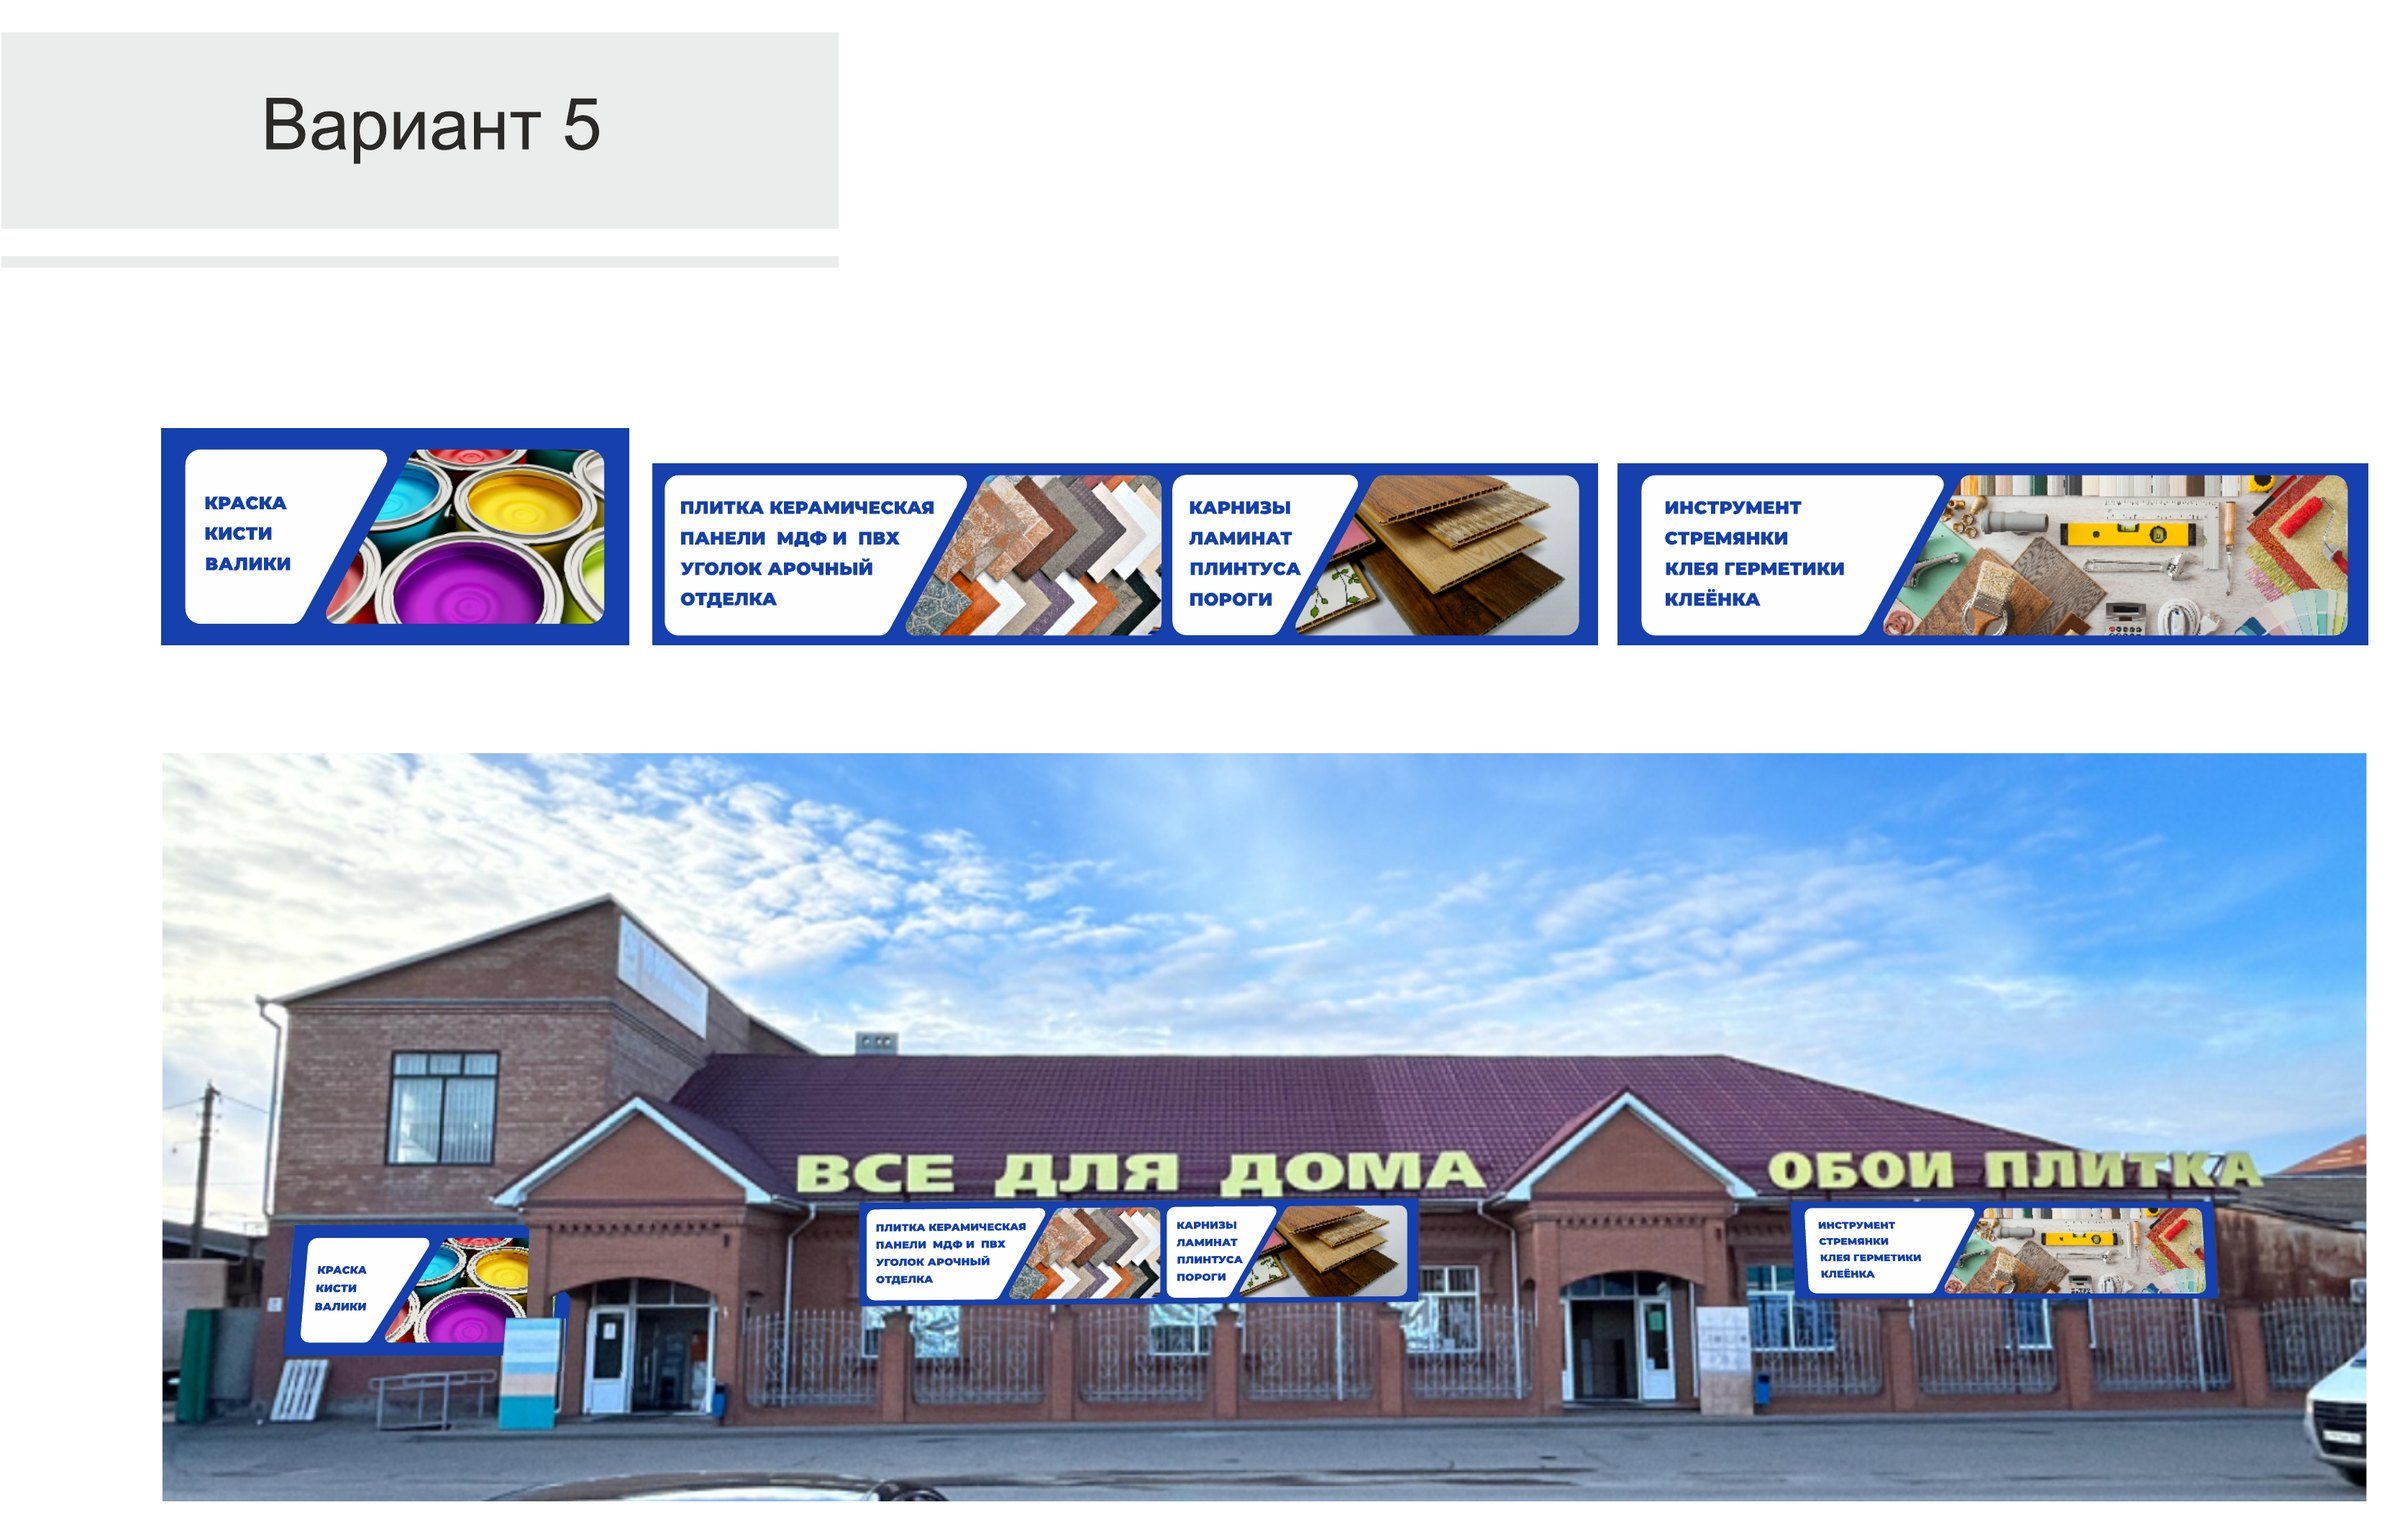 Вариант 5
КРАСКА
КИСТИ
ВАЛИКИ
ПЛИТКА КЕРАМИЧЕСКАЯ
ПАНЕЛИ МДФ И ПВХ
УГОЛОК АРОЧНЫЙ
ОТДЕЛКА
КАРНИЗЫ
ЛАМИНАТ
ПЛИНТУСА
ПОРОГИ
ИНСТРУМЕНТ
СТРЕМЯНКИ
КЛЕЯ ГЕРМЕТИКИ
КЛЕЁНКА
ВСЕ ДЛЯ ДОМА
ОБОИ ПЛИТКА
КРАСКА
КИСТИ
ВАЛИКИ
ПЛИТКА КЕРАМИЧЕСКАЯ
ПАНЕЛИ МДФ И ПВХ
УГОЛОК АРОЧНЫЙ
ОТДЕЛКА
КАРНИЗЫ
ЛАМИНАТ
ПЛИНТУСА
ПОРОГИ
ИНСТРУМЕНТ
СТРЕМЯНКИ
КЛЕЯ ГЕРМЕТИКИ
КЛЕЁНКА